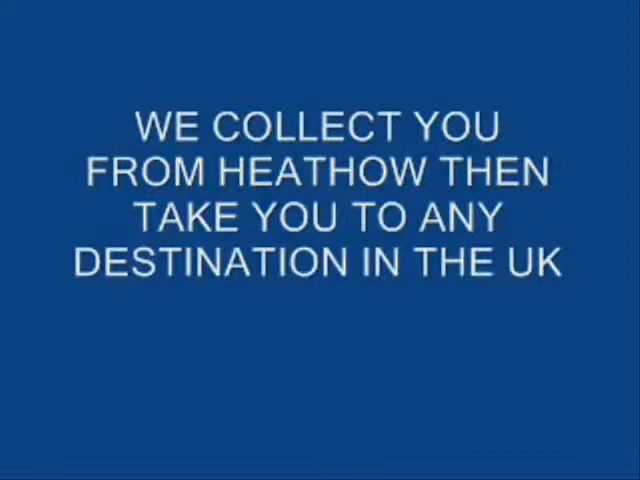 WE COLLECT YOU
FROM HEATHOW THEN
TAKE YOU TO ANY
DESTINATION IN THE UK